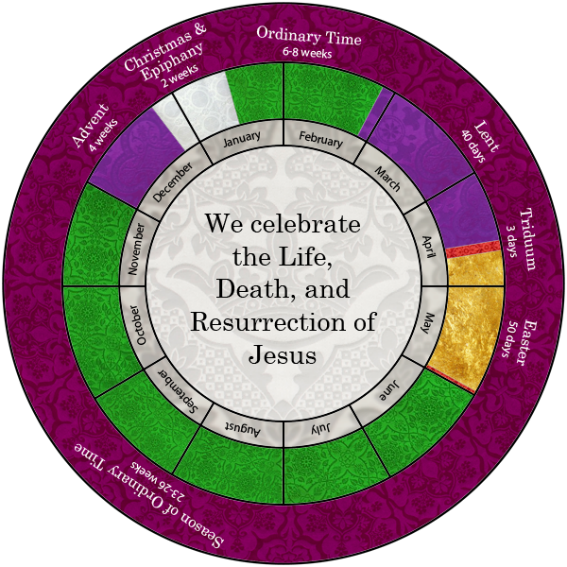 Ordinary Time
6-8 weeks
Lent
40 days
Triduum
3 days
Easter
50 days
Season of Ordinary Time
23-26 weeks
Advent
4 weeks
Christmas &
Epiphany
2 weeks
January
February
March
April
May
June
July
August
September
October
November
December
We celebrate
the Life,
Death, and
Resurrection of
Jesus